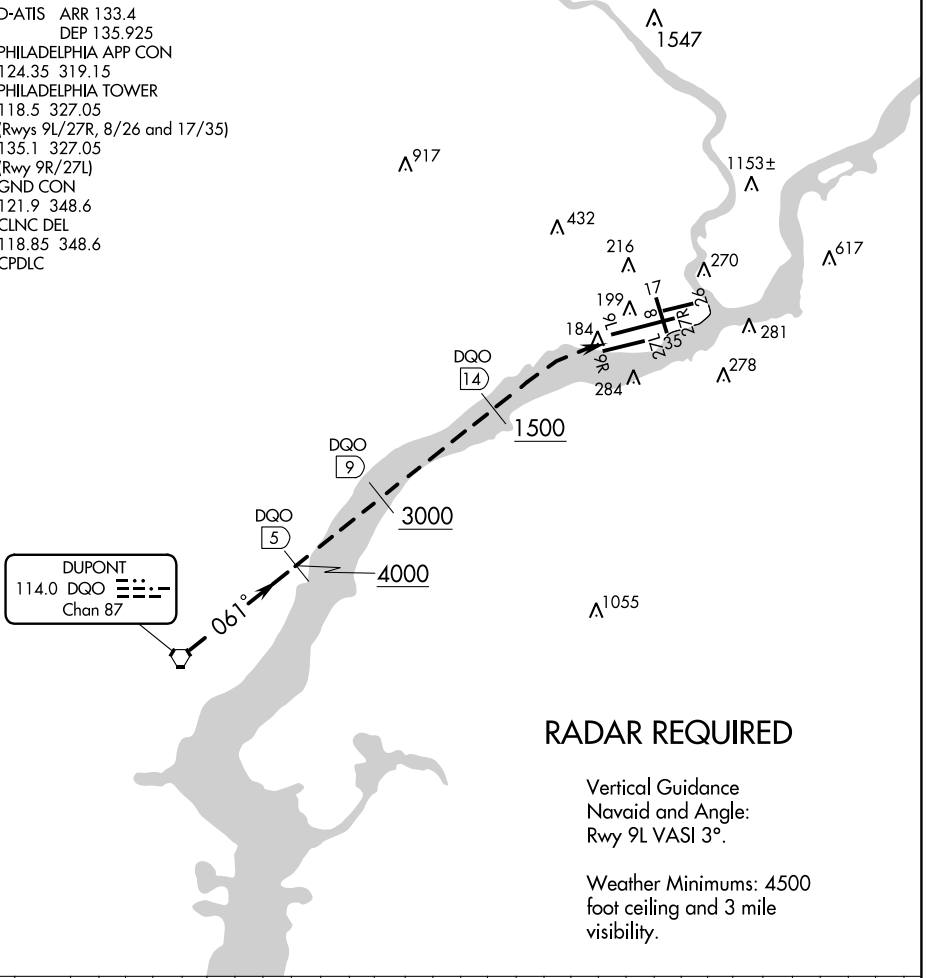 D-ATIS ARR 133.4
DEP 135.925
PHILADELPHIA APP CON
124.35 319.15
PHILADELPHIA TOWER
118.5 327.05
(Rwys 9L/27R, 8/26 and 17/35)
135.1 327.05
(Rwy 9R/27L)
GND CON
121.9 348.6
CLNC DEL
118.85 348.6
CPDLC
1547
917
1153±
432
216
270
617
17
199
26
8
9L
27R
184
281
35
27L
9R
278
284
DQO
14
1500
DQO
9
3000
DQO
5
4000
DUPONT
114.0 DQO
Chan 87
061°
1055
RADAR REQUIRED
Vertical Guidance
Navaid and Angle:
Rwy 9L VASI 3°.
Weather Minimums: 4500
foot ceiling and 3 mile
visibility.